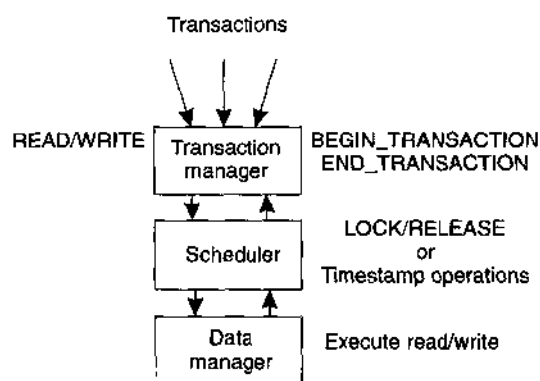 Transactions
READ/WRITE
Transaction
manager
BEGIN_TRANSACTION
END_TRANSACTION
Scheduler
LOCK/RELEASE
or
Timestamp operations
Data
manager
Execute read/write